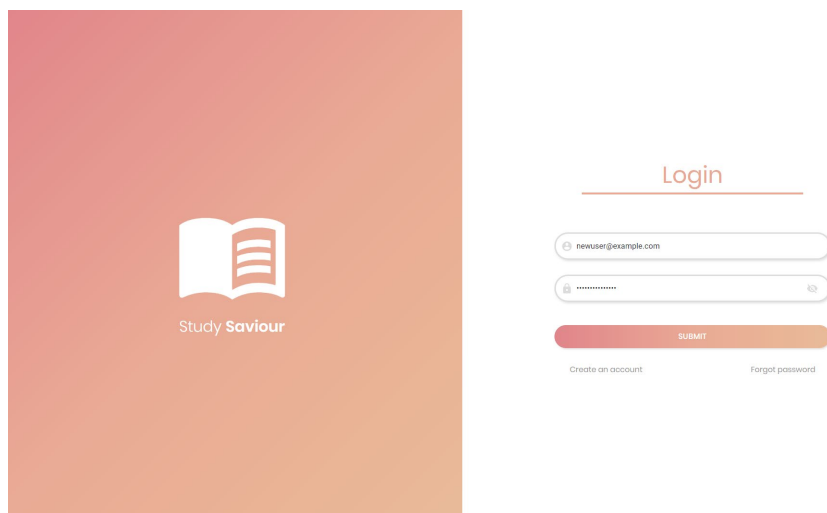 Study Saviour
Login
newuser@example.com
•••••••••••••••
SUBMIT
Create an account
Forgot password